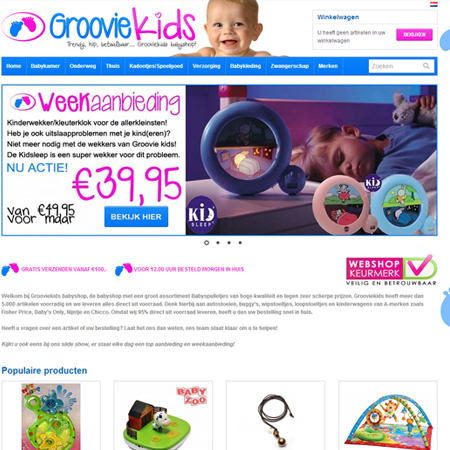 GroovieKids
Trendy, hip, betaalbaar.... Grooviekids babyshop!
Winkelwagen
U heeft geen artikelen in uw
winkelwagen
Home Babykamer Onderweg Thuis Kadootjes/Speelgoed Verzorging Babykleding Zwangerschap Merken
Weekaanbieding
Kinderwekker/kleuterklok voor de allerkleinsten!
Heb je ook uitslaapproblemen met je kind(eren)?
Niet meer nodig met de wekkers van Groovie kids!
De Kidsleep is een super wekker voor dit probleem.
NU ACTIE!
€39,95
Van €49,95
voor maar
BEKIJK HIER
KID
SLEEP
GRATIS VERZENDEN VANAF €100,-
VOOR 12.00 UUR BESTELD MORGEN IN HUIS
WEBSHOP
KEURMERK
VEILIG EN BETROUWBAAR
Welkom bij Grooviekids babyshop, de babyshop met een groot assortiment Babyspulletjes van hoge kwaliteit en tegen zeer scherpe prijzen. Grooviekids heeft meer dan
5.000 artikelen voorradig en we leveren alles direct uit voorraad. Denk hierbij aan autostoelen, buggy's, wipstoeltjes, loopstoeltjes en kinderwagens van A-merken zoals
Fisher Price, Baby's Only, Nijntje en Chicco. Omdat wij 95% direct uit voorraad leveren, heeft u dan uw bestelling snel in huis.
Heeft u vragen over een artikel of uw bestelling? Laat het ons dan weten, ons team staat klaar om u te helpen!
Kijkt u ook eens bij ons slide show, er staat elke dag een top aanbieding en weekaanbieding!
Populaire producten
BABY
ZOO